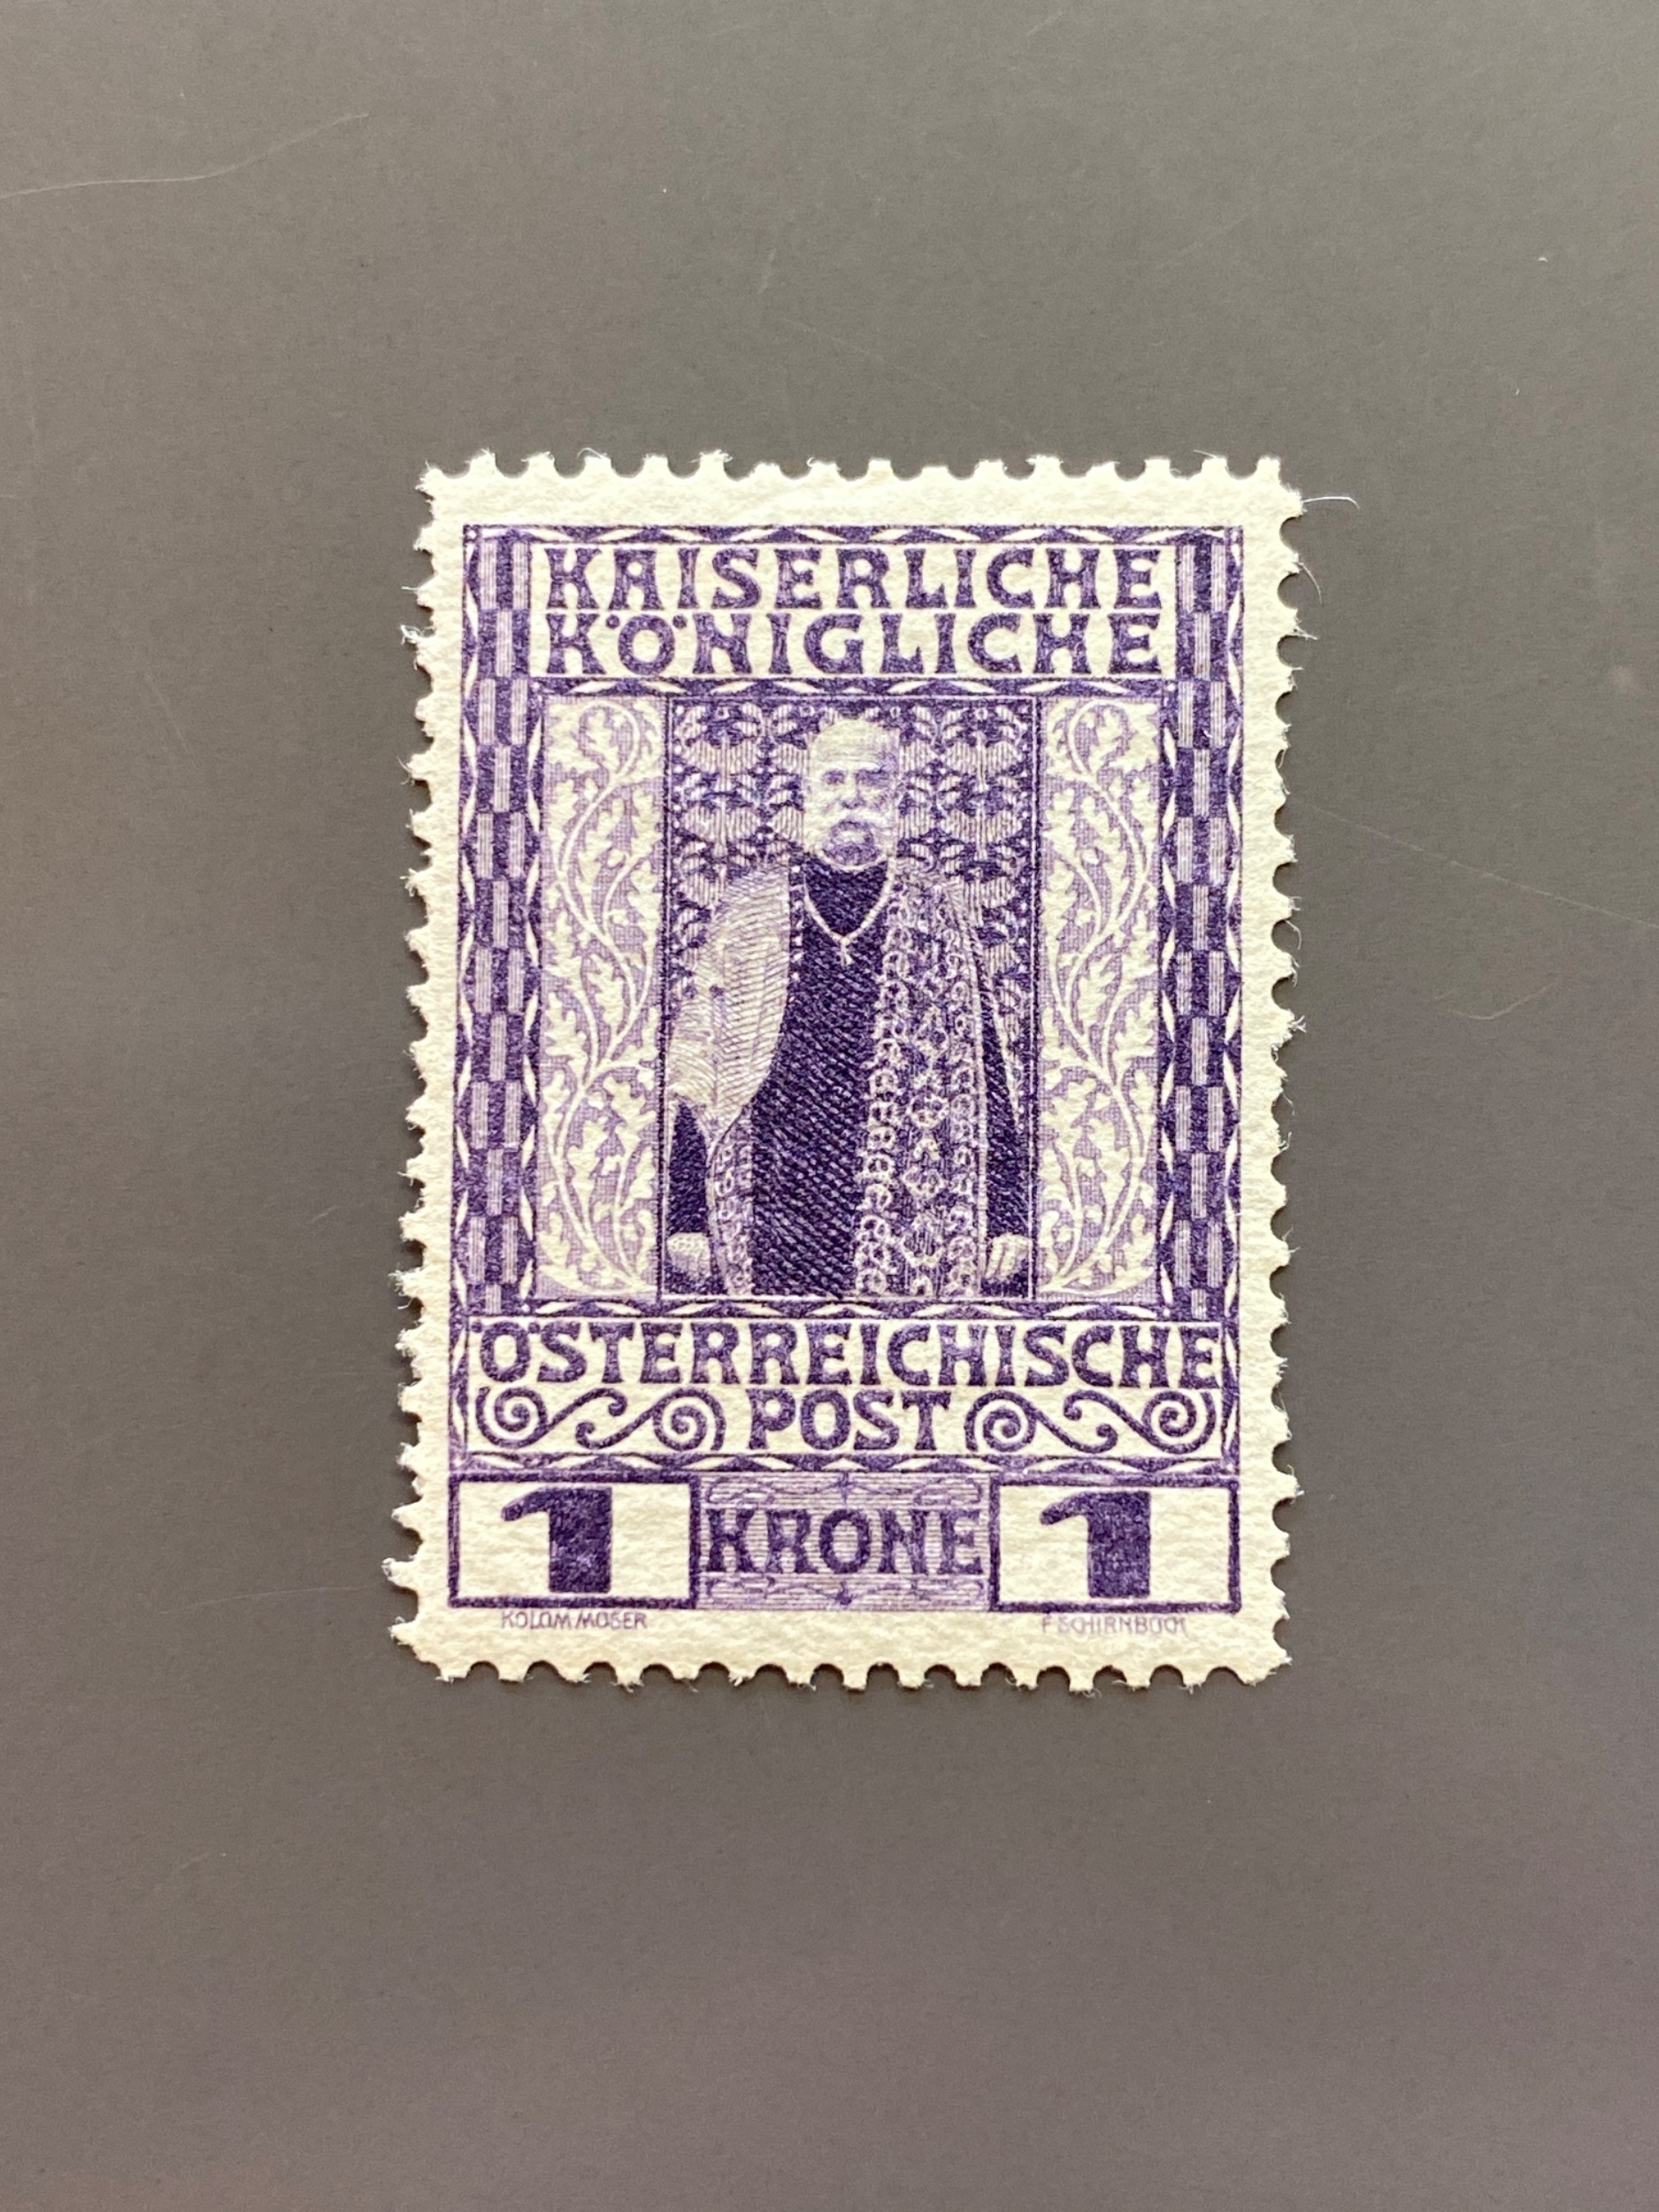 KAISERLICHE
KÖNIGLICHE
ÖSTERREICHISCHE
POST
1 KRONE 1
KOLOM/MOSER F SCHIRNBÖCK